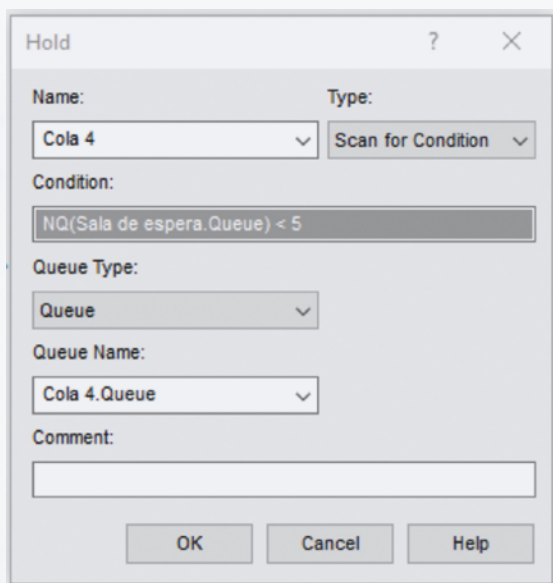 Hold ?
Name: Type:
Cola 4 Scan for Condition
Condition:
NQ(Sala de espera.Queue) < 5
Queue Type:
Queue
Queue Name:
Cola 4.Queue
Comment:
OK Cancel Help